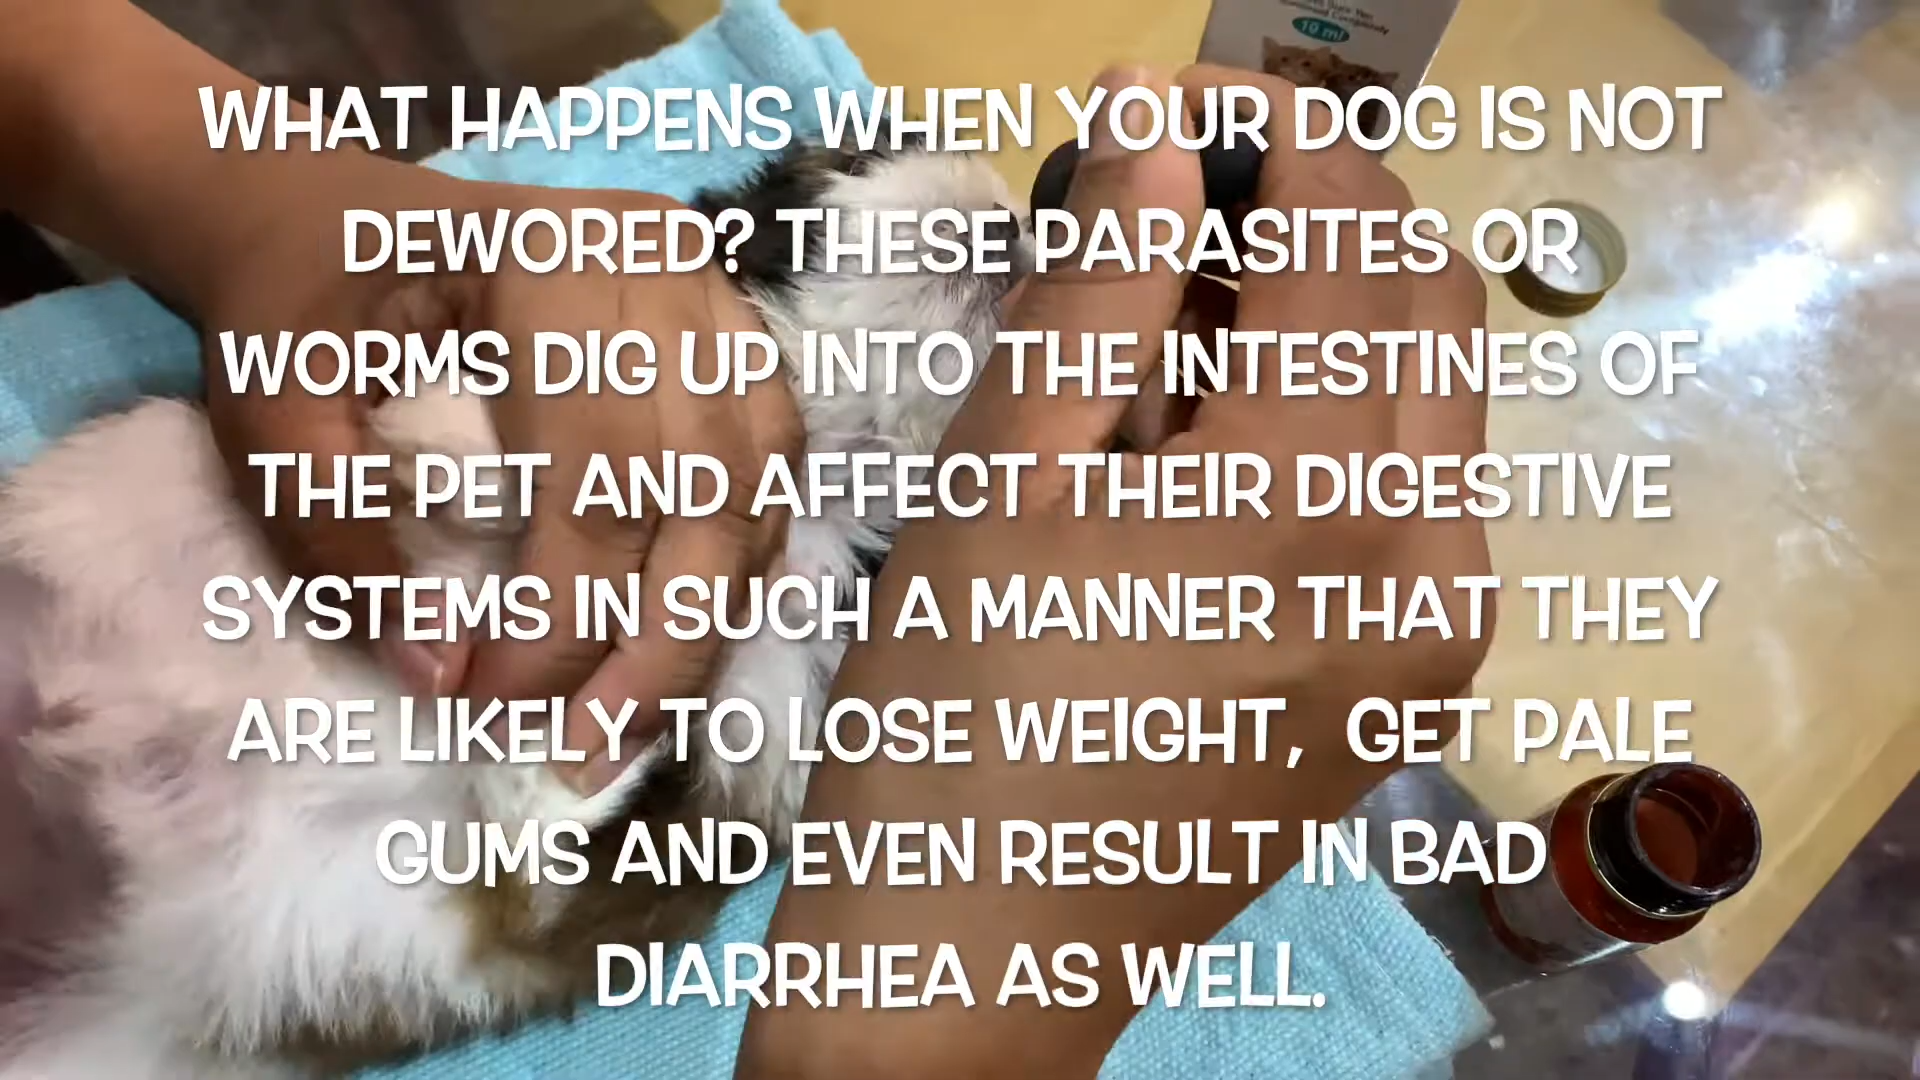 10 ml
WHAT HAPPENS WHEN YOUR DOG IS NOT
DEWORED? THESE PARASITES OR
WORMS DIG UP INTO THE INTESTINES OF
THE PET AND AFFECT THEIR DIGESTIVE
SYSTEMS IN SUCH A MANNER THAT THEY
ARE LIKELY TO LOSE WEIGHT, GET PALE
GUMS AND EVEN RESULT IN BAD
DIARRHEA AS WELL.